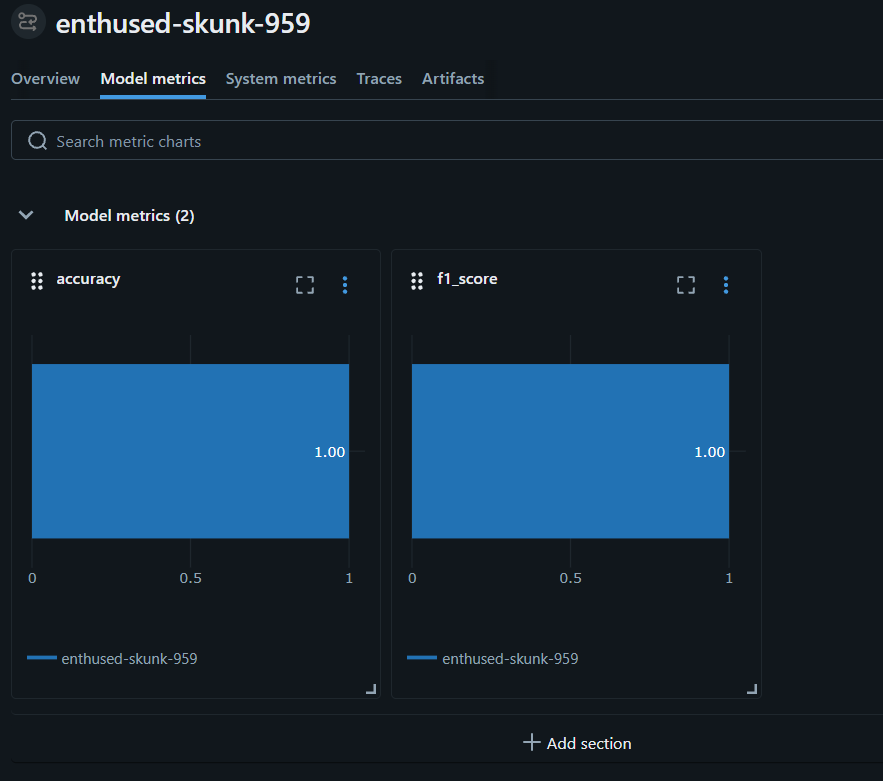 enthused-skunk-959
Overview Model metrics System metrics Traces Artifacts
Search metric charts
Model metrics (2)
accuracy
1.00
0 0.5 1
enthused-skunk-959
f1_score
1.00
0 0.5 1
enthused-skunk-959
Add section